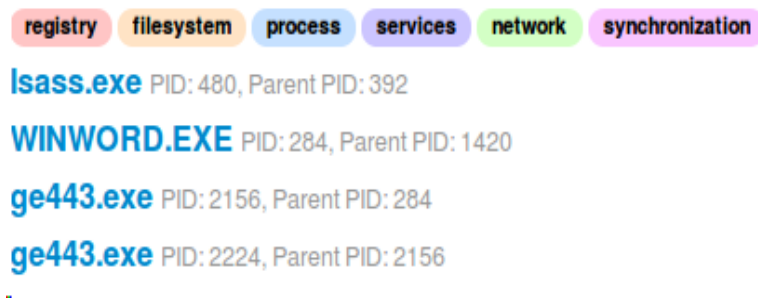 registry filesystem process services network synchronization
lsass.exe PID: 480, Parent PID: 392
WINWORD.EXE PID: 284, Parent PID: 1420
ge443.exe PID: 2156, Parent PID: 284
ge443.exe PID: 2224, Parent PID: 2156